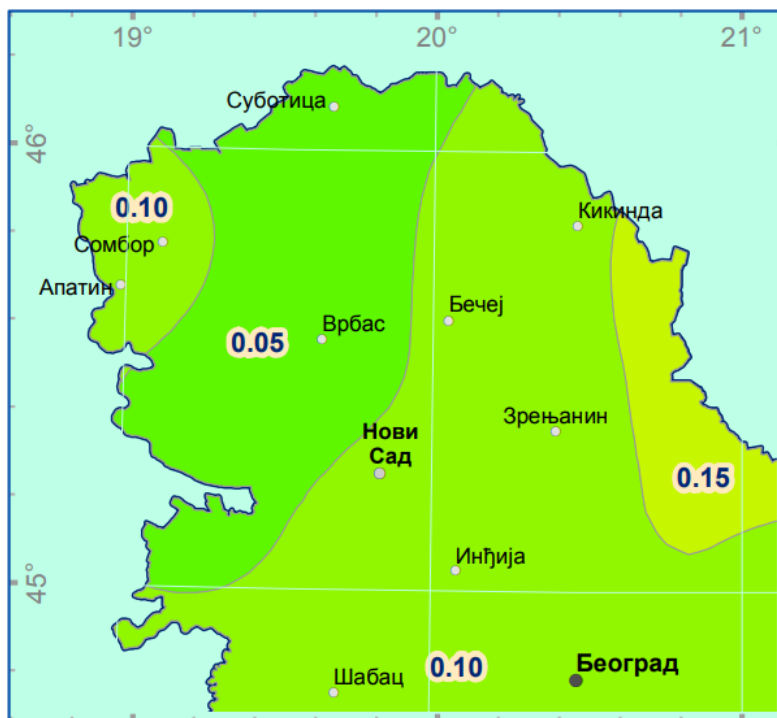 19° 20° 21°
Суботица
46°
0.10
Кикинда
Сомбор
Апатин
Бечеј
Врбас
0.05
Зрењанин
Нови
Сад
0.15
Инђија
45°
0.10
Београд
Шабац